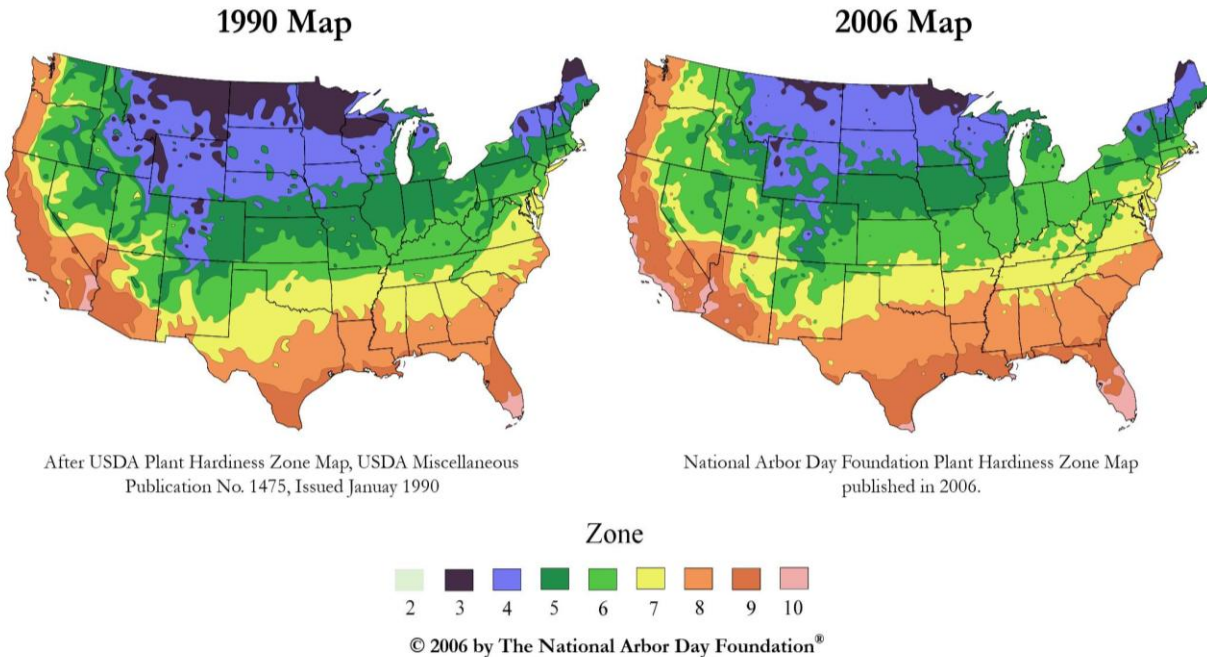 1990 Map
2006 Map
After USDA Plant Hardiness Zone Map, USDA Miscellaneous
Publication No. 1475, Issued Januay 1990
National Arbor Day Foundation Plant Hardiness Zone Map
published in 2006.
Zone
2 3 4 5 6 7 8 9 10
© 2006 by The National Arbor Day Foundation®